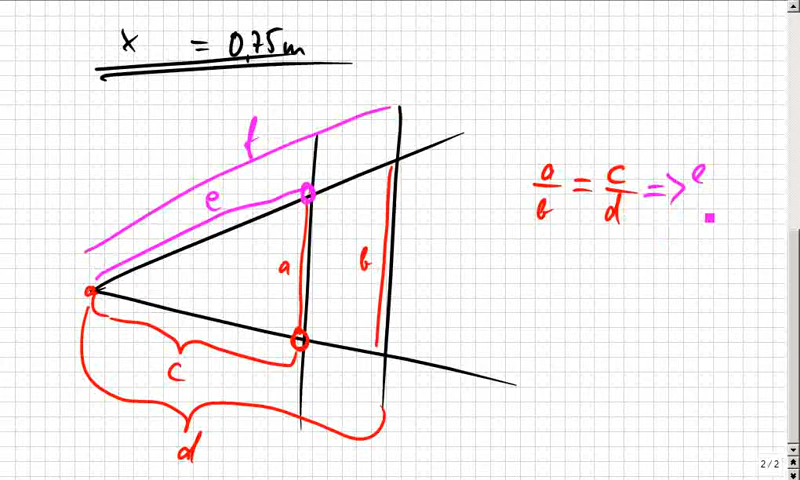 x = 0,75m
f
e
a
b
c
d
a/b = c/d => e
2/2